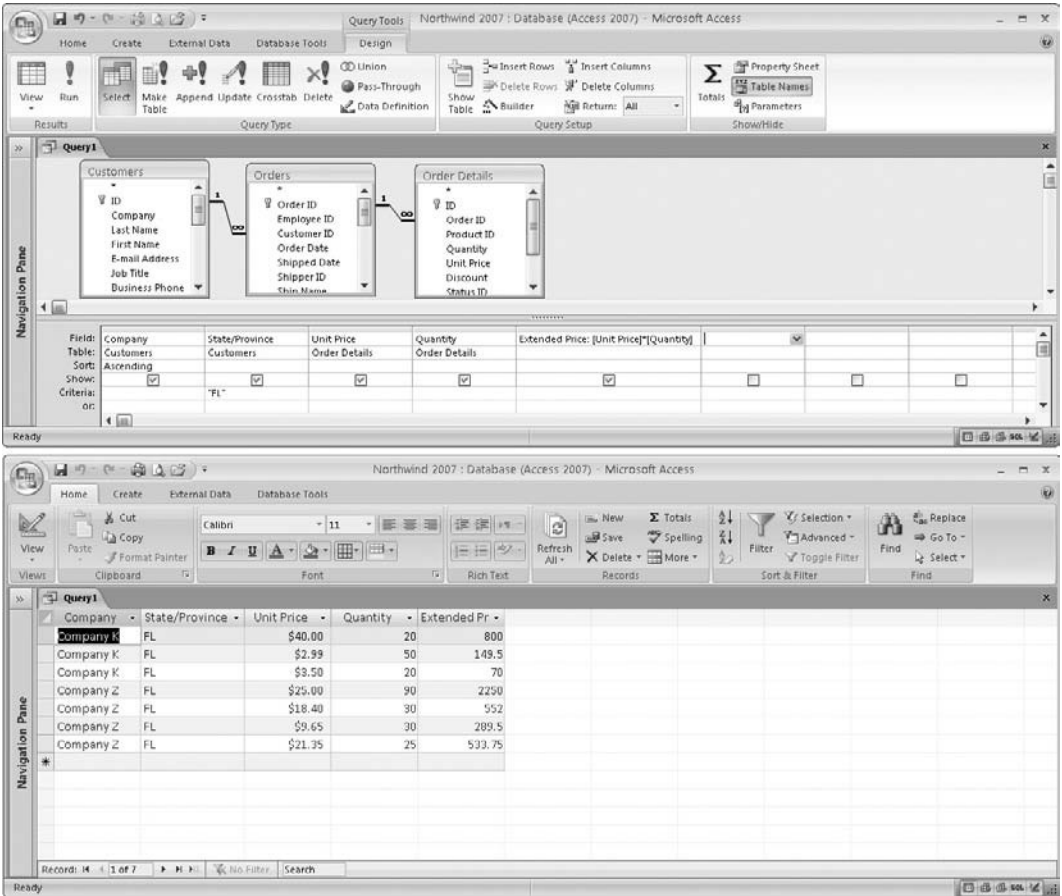 Query Tools Northwind 2007 : Database (Access 2007) - Microsoft Access
Home Create External Data Database Tools Design
View Run Select Make Table Append Update Crosstab Delete
Union
Pass-Through
Data Definition
Show Table
Insert Rows
Delete Rows
Builder
Insert Columns
Delete Columns
Return: All
Totals
Property Sheet
Table Names
Parameters
Results Query Type Query Setup Show/Hide
Query1
Navigation Pane
Customers
*
ID
Company
Last Name
First Name
E-mail Address
Job Title
Business Phone
1
∞
Orders
*
Order ID
Employee ID
Customer ID
Order Date
Shipped Date
Shipper ID
Ship Name
1
∞
Order Details
*
ID
Order ID
Product ID
Quantity
Unit Price
Discount
Status ID
Field: Company State/Province Unit Price Quantity Extended Price: [Unit Price]*[Quantity]
Table: Customers Customers Order Details Order Details
Sort: Ascending
Show:
Criteria: "FL"
or:
Ready SQL
Northwind 2007 : Database (Access 2007) - Microsoft Access
Home Create External Data Database Tools
View
Paste
Cut
Copy
Format Painter
Calibri 11
B I U A
Refresh All
New
Save
Delete
Totals
Spelling
More
Filter
Selection
Advanced
Toggle Filter
Find
Replace
Go To
Select
Views Clipboard Font Rich Text Records Sort & Filter Find
Query1
Navigation Pane
Company State/Province Unit Price Quantity Extended Pr
Company K FL $40.00 20 800
Company K FL $2.99 50 149.5
Company K FL $3.50 20 70
Company Z FL $25.00 90 2250
Company Z FL $18.40 30 552
Company Z FL $9.65 30 289.5
Company Z FL $21.35 25 533.75
*
Record: 1 of 7 No Filter Search
Ready SQL